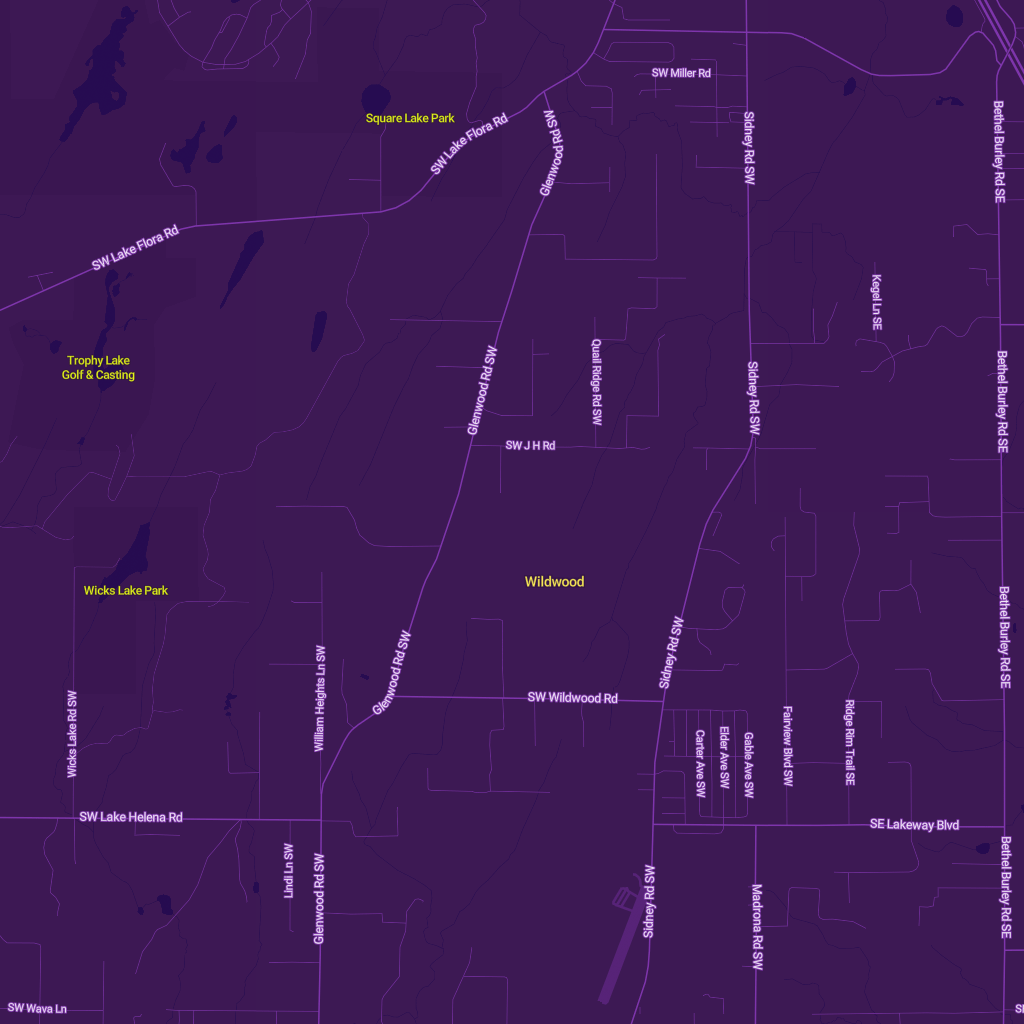 SW Miller Rd
Square Lake Park
SW Lake Flora Rd
Glenwood Rd SW
Sidney Rd SW
Bethel Burley Rd SE
SW Lake Flora Rd
Kegel Ln SE
Trophy Lake
Golf & Casting
Glenwood Rd SW
Quail Ridge Rd SW
Sidney Rd SW
Bethel Burley Rd SE
SW J H Rd
Wildwood
Wicks Lake Park
Bethel Burley Rd SE
Sidney Rd SW
Glenwood Rd SW
William Heights Ln SW
SW Wildwood Rd
Wicks Lake Rd SW
Carter Ave SW
Elder Ave SW
Gable Ave SW
Fairview Blvd SW
Ridge Rim Trail SE
SW Lake Helena Rd
SE Lakeway Blvd
Lindl Ln SW
Glenwood Rd SW
Sidney Rd SW
Madrona Rd SW
Bethel Burley Rd SE
SW Wava Ln